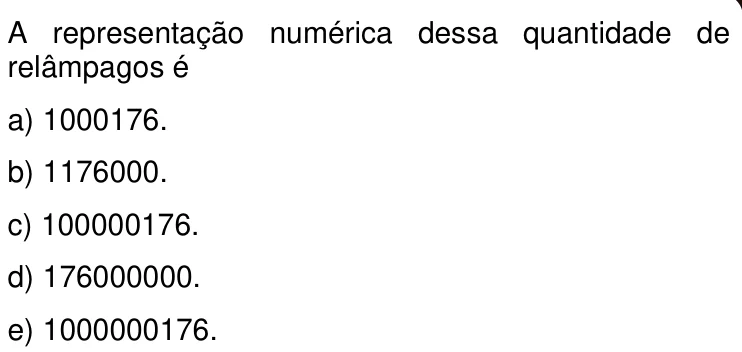 A representação numérica dessa quantidade de
relâmpagos é
a) 1000176.
b) 1176000.
c) 100000176.
d) 176000000.
e) 1000000176.